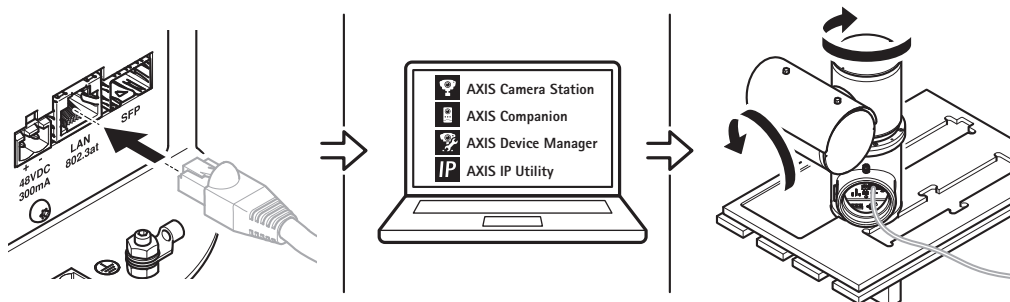 SFP
LAN
802.3at
+ -
48VDC
300mA
AXIS Camera Station
AXIS Companion
AXIS Device Manager
IP AXIS IP Utility